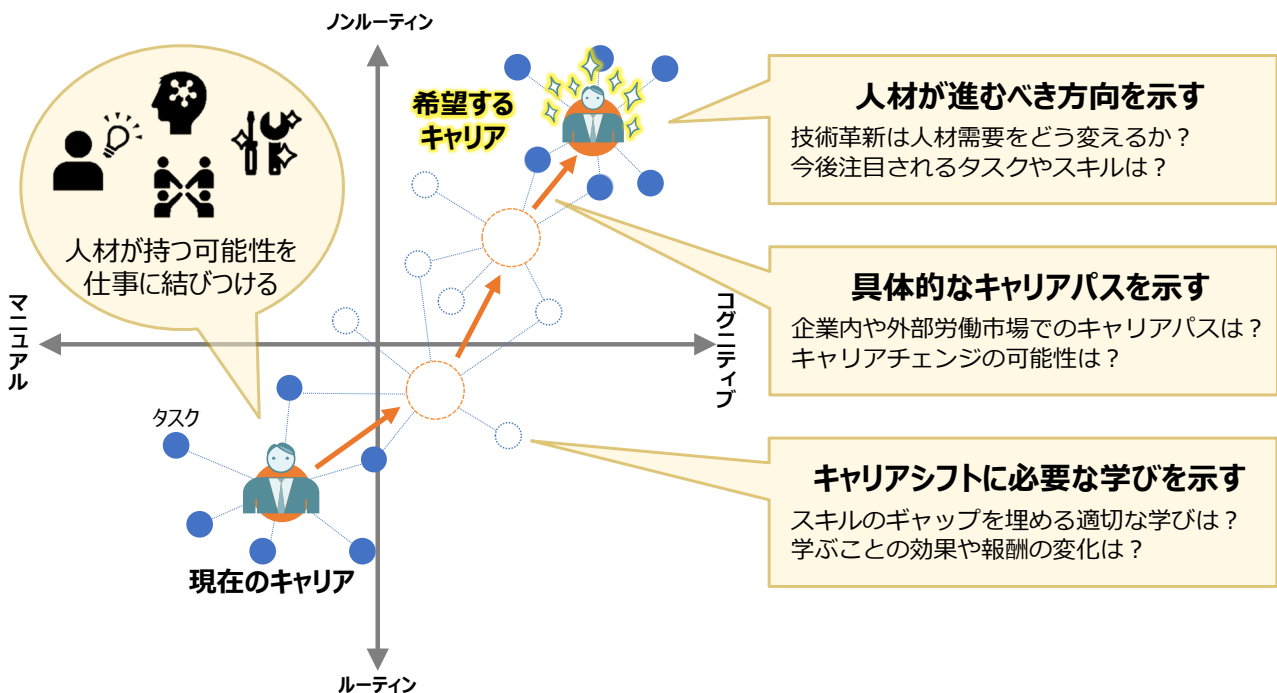 ノンルーティン
希望する
キャリア
人材が進むべき方向を示す
技術革新は人材需要をどう変えるか？
今後注目されるタスクやスキルは？
人材が持つ可能性を
仕事に結びつける
具体的なキャリアパスを示す
企業内や外部労働市場でのキャリアパスは？
キャリアチェンジの可能性は？
マニュアル
コグニティブ
タスク
キャリアシフトに必要な学びを示す
スキルのギャップを埋める適切な学びは？
学ぶことの効果や報酬の変化は？
現在のキャリア
ルーティン